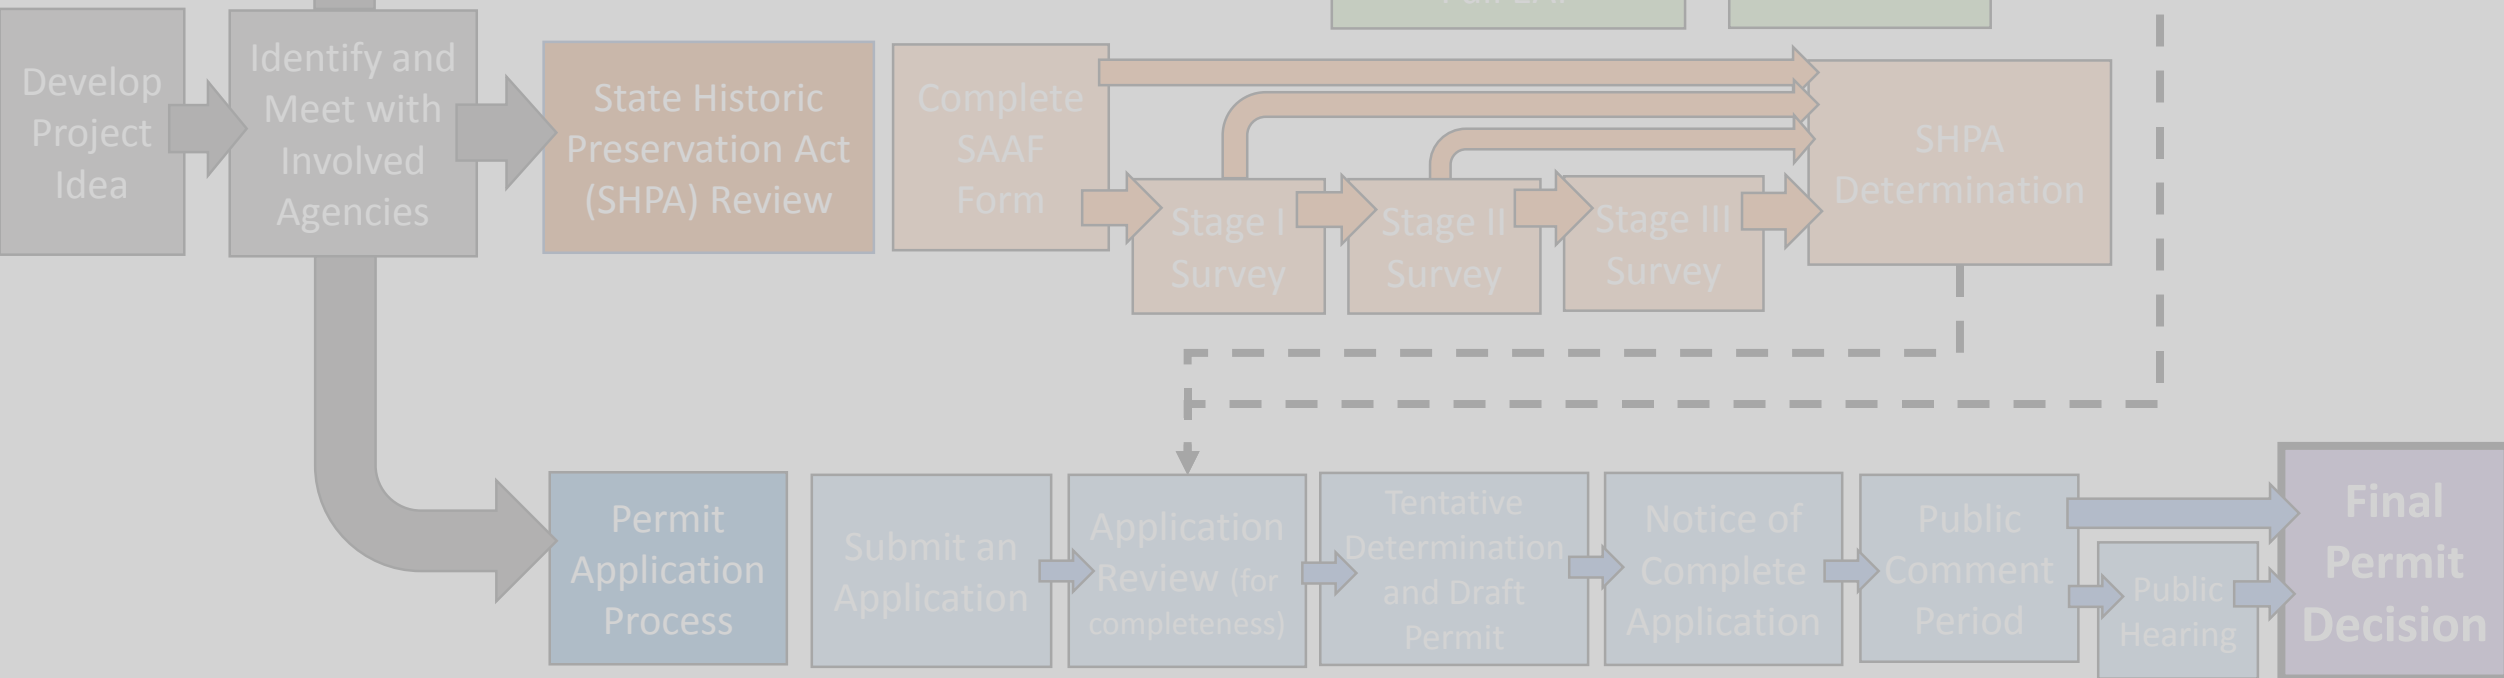 Develop
Project
Idea
Identify and
Meet with
Involved
Agencies
State Historic
Preservation Act
(SHPA) Review
Complete
SAAF
Form
Stage I
Survey
Stage II
Survey
Stage III
Survey
SHPA
Determination
Permit
Application
Process
Submit an
Application
Application
Review (for
completeness)
Tentative
Determination
and Draft
Permit
Notice of
Complete
Application
Public
Comment
Period
Public
Hearing
Final
Permit
Decision